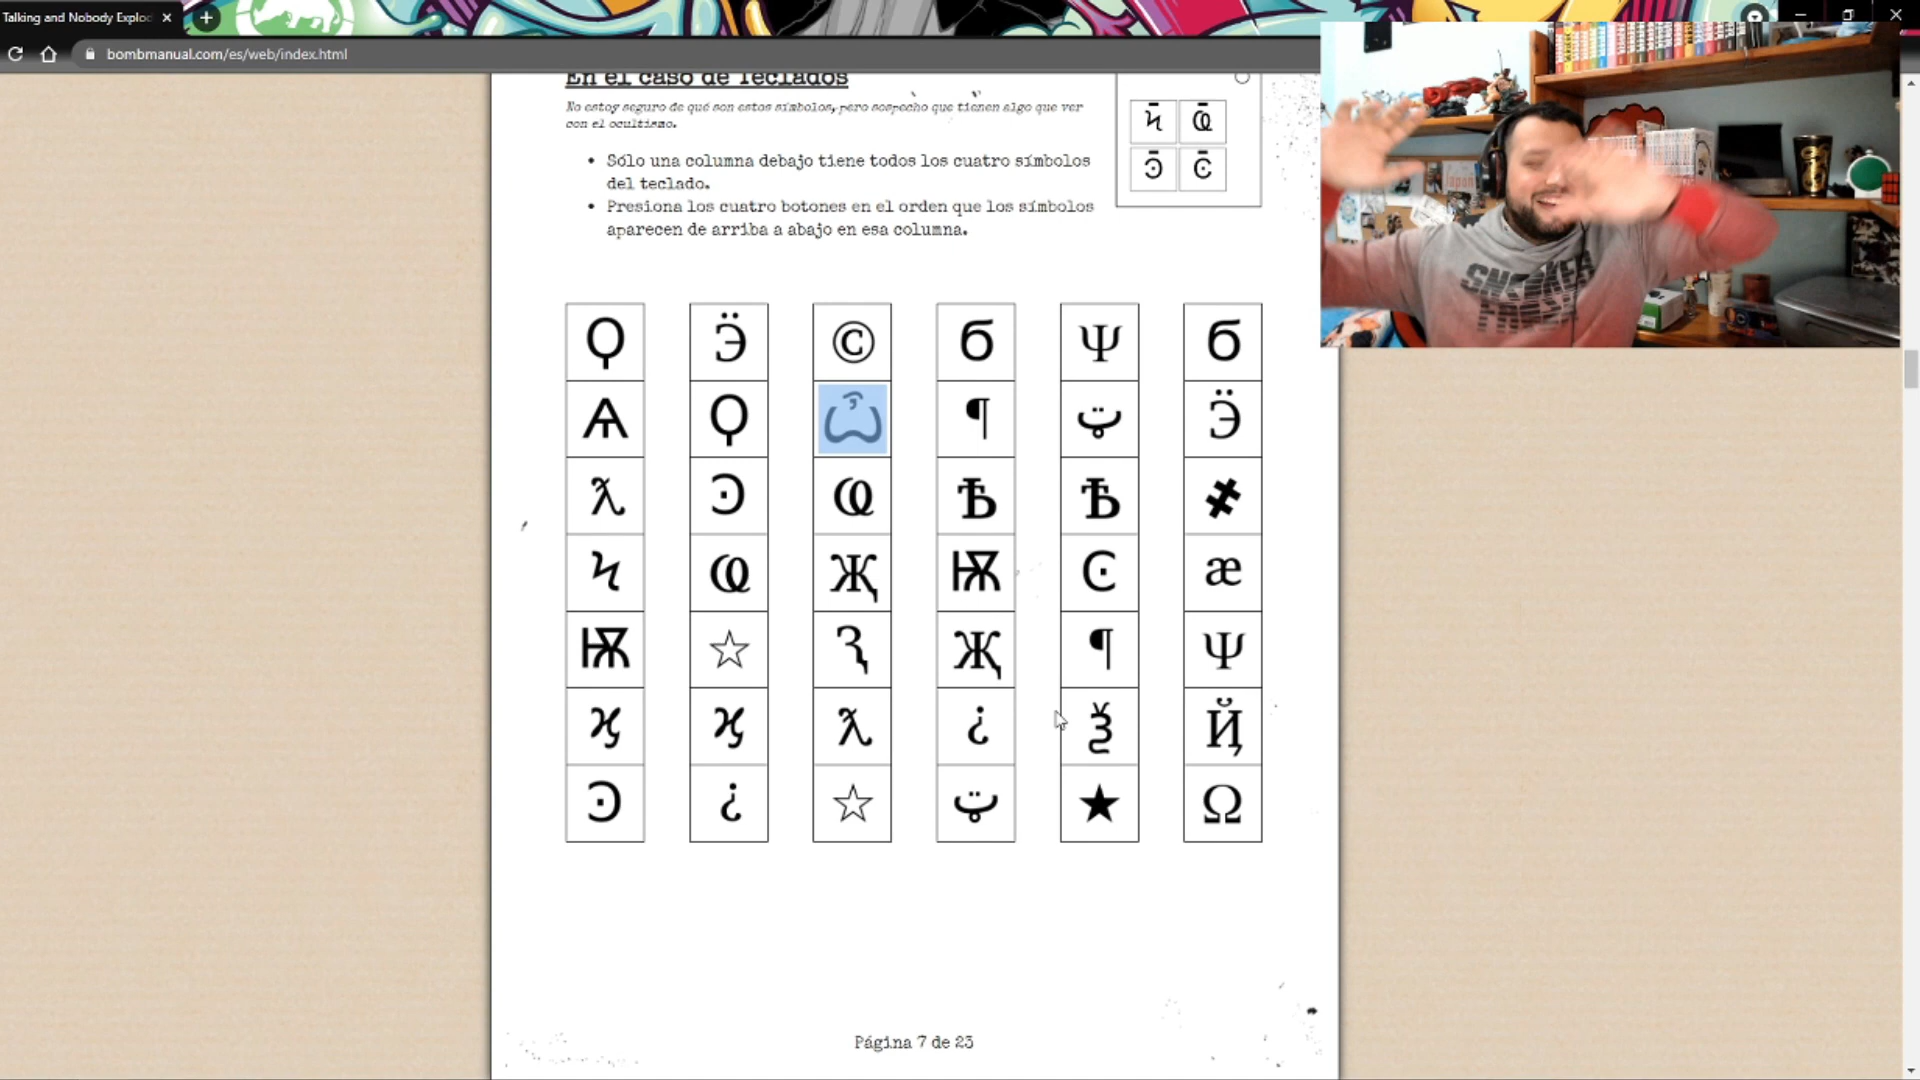 Talking and Nobody Explo
bombmanual.com/es/web/index.html
En el caso de Teclados
No estoy seguro de qué son estos símbolos, pero sospecho que tienen algo que ver
con el ocultismo.
• Sólo una columna debajo tiene todos los cuatro símbolos
del teclado.
• Presiona los cuatro botones en el orden que los símbolos
aparecen de arriba a abajo en esa columna.
Ϟ Ҩ
Ͽ Ͼ
Ϙ Ӭ © б Ψ б
Ѧ Ϙ Ѽ ¶ ټ Ӭ
ƛ Ͽ Ҩ Ѣ Ѣ ҂
Ϟ Ҩ Җ Ѭ Ͼ æ
Ѭ ☆ Ԇ Җ ¶ Ψ
ϗ ϗ ƛ ¿ Ѯ Ҋ
Ͽ ¿ ☆ ټ ★ Ω
Página 7 de 23
SNEAKER
FREAK